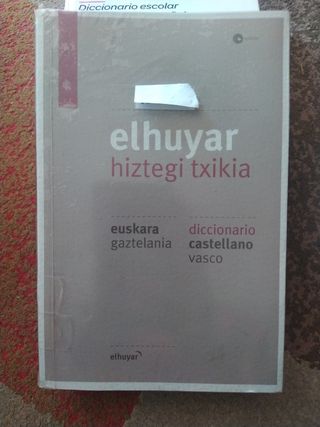 Diccionario escolar
elhuyar
hiztegi txikia
euskara
gaztelania
diccionario
castellano
vasco
elhuyar